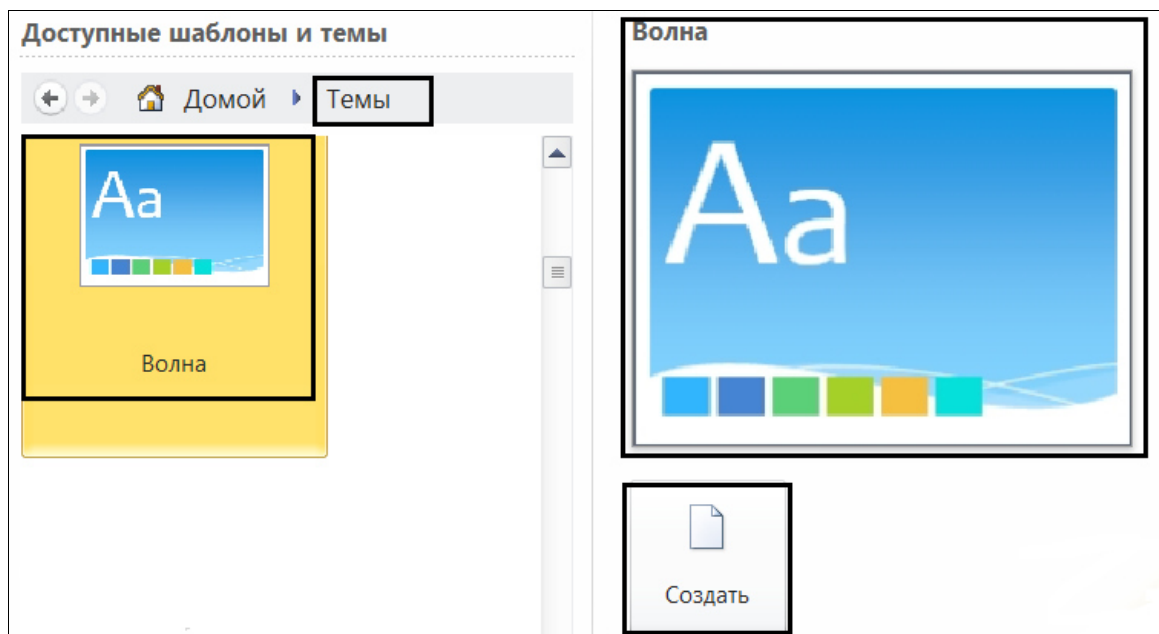 Доступные шаблоны и темы
Домой
Темы
Aa
Волна
Волна
Aa
Создать